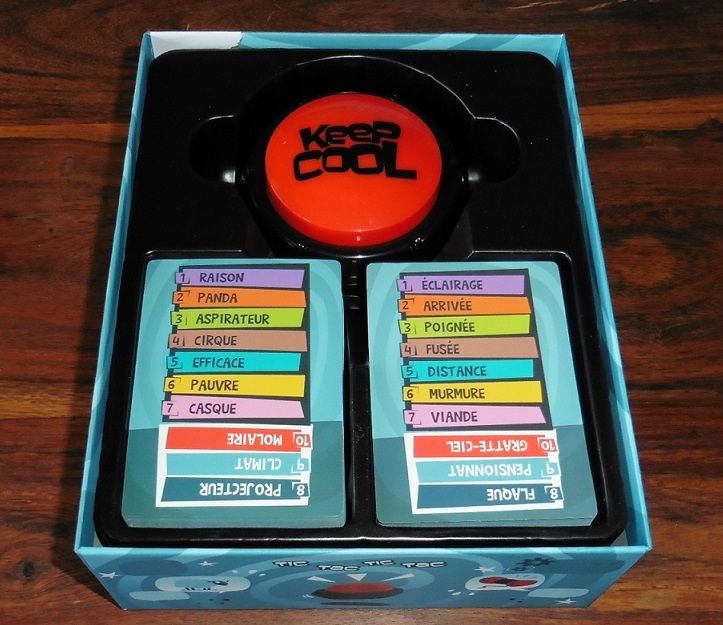 KEEP
COOL
1 RAISON
2 PANDA
3 ASPIRATEUR
4 CIRQUE
5 EFFICACE
6 PAUVRE
7 CASQUE
10 MOLAIRE
9 CLIMAT
8 PROJECTEUR
1 ÉCLAIRAGE
2 ARRIVÉE
3 POIGNÉE
4 FUSÉE
5 DISTANCE
6 MURMURE
7 VIANDE
10 GRATTE-CIEL
9 PENSIONNAT
8 FLAQUE
TIC TAC TIC TAC